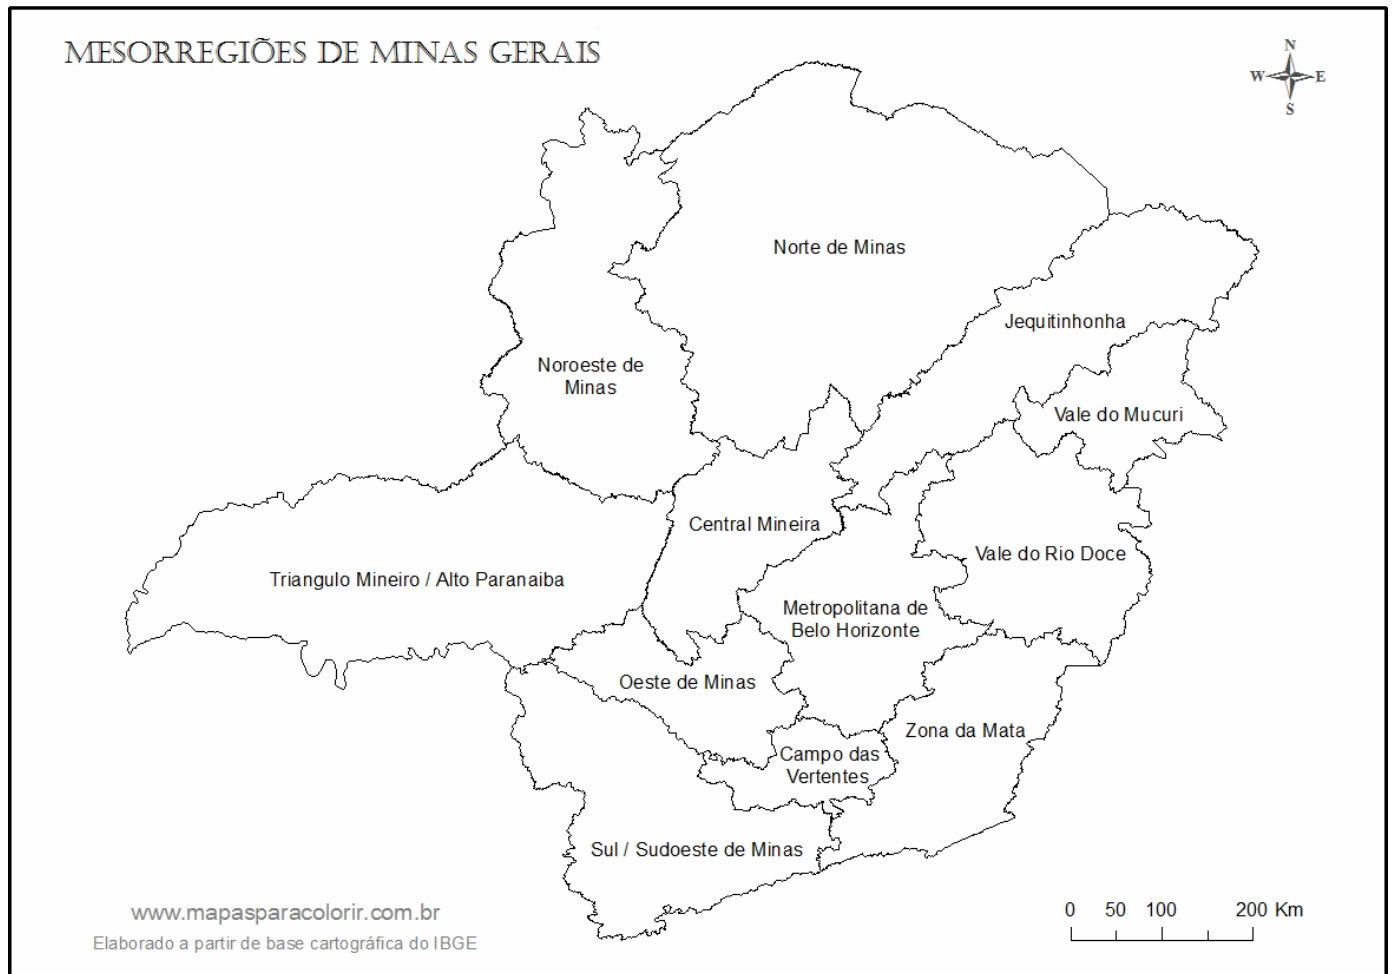 MESORREGIÕES DE MINAS GERAIS
N
W E
S
Norte de Minas
Jequitinhonha
Noroeste de
Minas
Vale do Mucuri
Central Mineira
Vale do Rio Doce
Triangulo Mineiro / Alto Paranaiba
Metropolitana de
Belo Horizonte
Oeste de Minas
Zona da Mata
Campo das
Vertentes
Sul / Sudoeste de Minas
www.mapasparacolorir.com.br
Elaborado a partir de base cartográfica do IBGE
0 50 100 200 Km